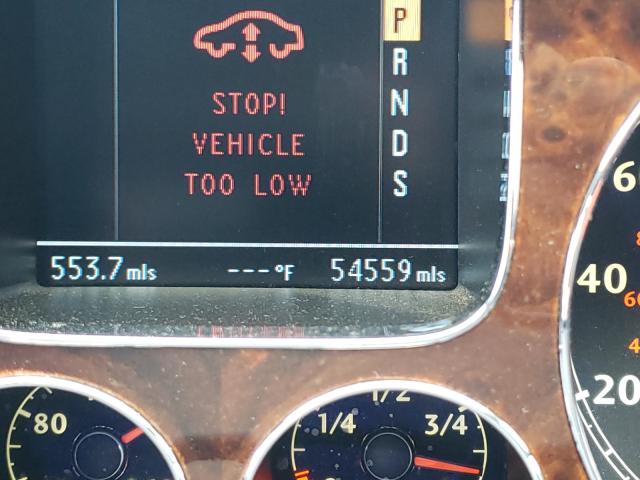 P
R
N
D
S
STOP!
VEHICLE
TOO LOW
553.7 mls
--- °F
54559 mls
80
1/4
1/2
3/4
60
40
20